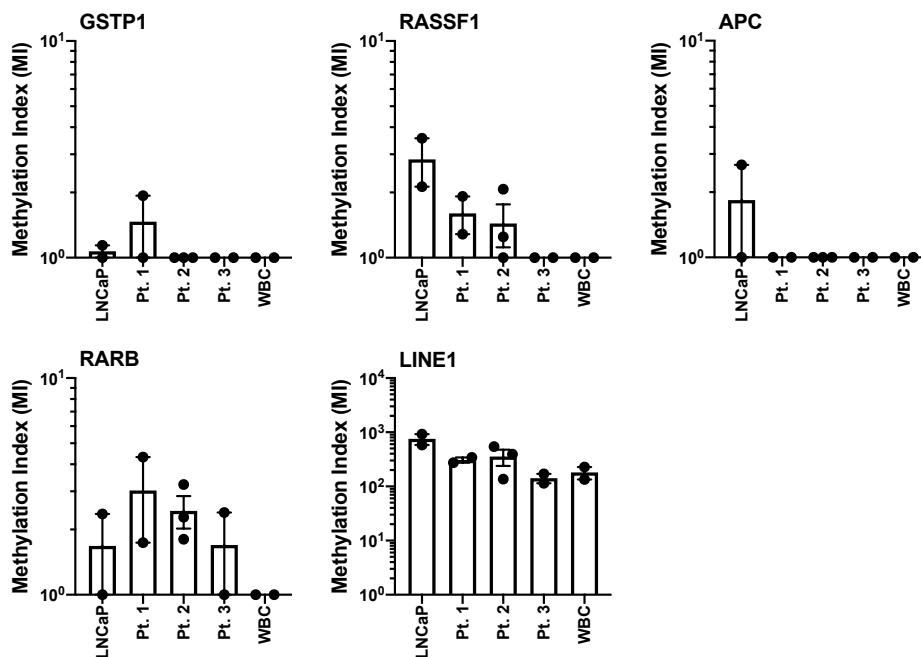 GSTP1
Methylation Index (MI)
10¹
10⁰
LNCaP
Pt. 1
Pt. 2
Pt. 3
WBC
RASSF1
Methylation Index (MI)
10¹
10⁰
LNCaP
Pt. 1
Pt. 2
Pt. 3
WBC
APC
Methylation Index (MI)
10¹
10⁰
LNCaP
Pt. 1
Pt. 2
Pt. 3
WBC
RARB
Methylation Index (MI)
10¹
10⁰
LNCaP
Pt. 1
Pt. 2
Pt. 3
WBC
LINE1
Methylation Index (MI)
10⁴
10³
10²
10¹
10⁰
LNCaP
Pt. 1
Pt. 2
Pt. 3
WBC